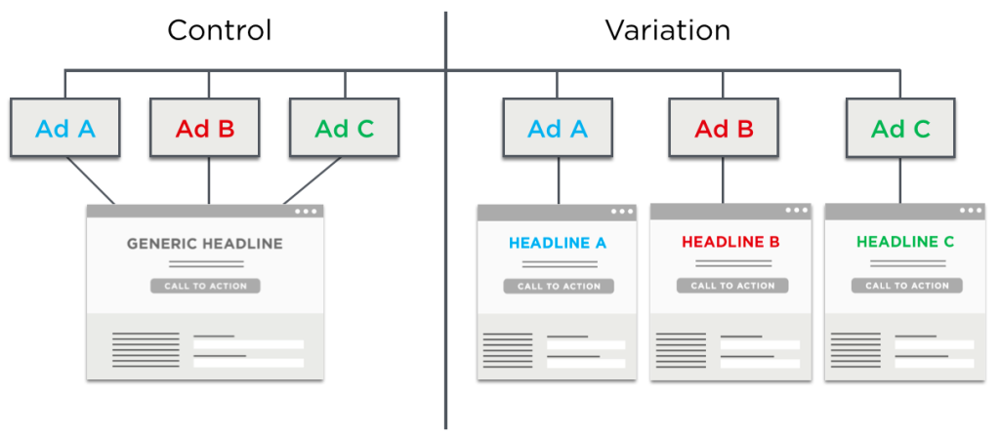 Control
Variation
Ad A
Ad B
Ad C
Ad A
Ad B
Ad C
GENERIC HEADLINE
CALL TO ACTION
HEADLINE A
CALL TO ACTION
HEADLINE B
CALL TO ACTION
HEADLINE C
CALL TO ACTION